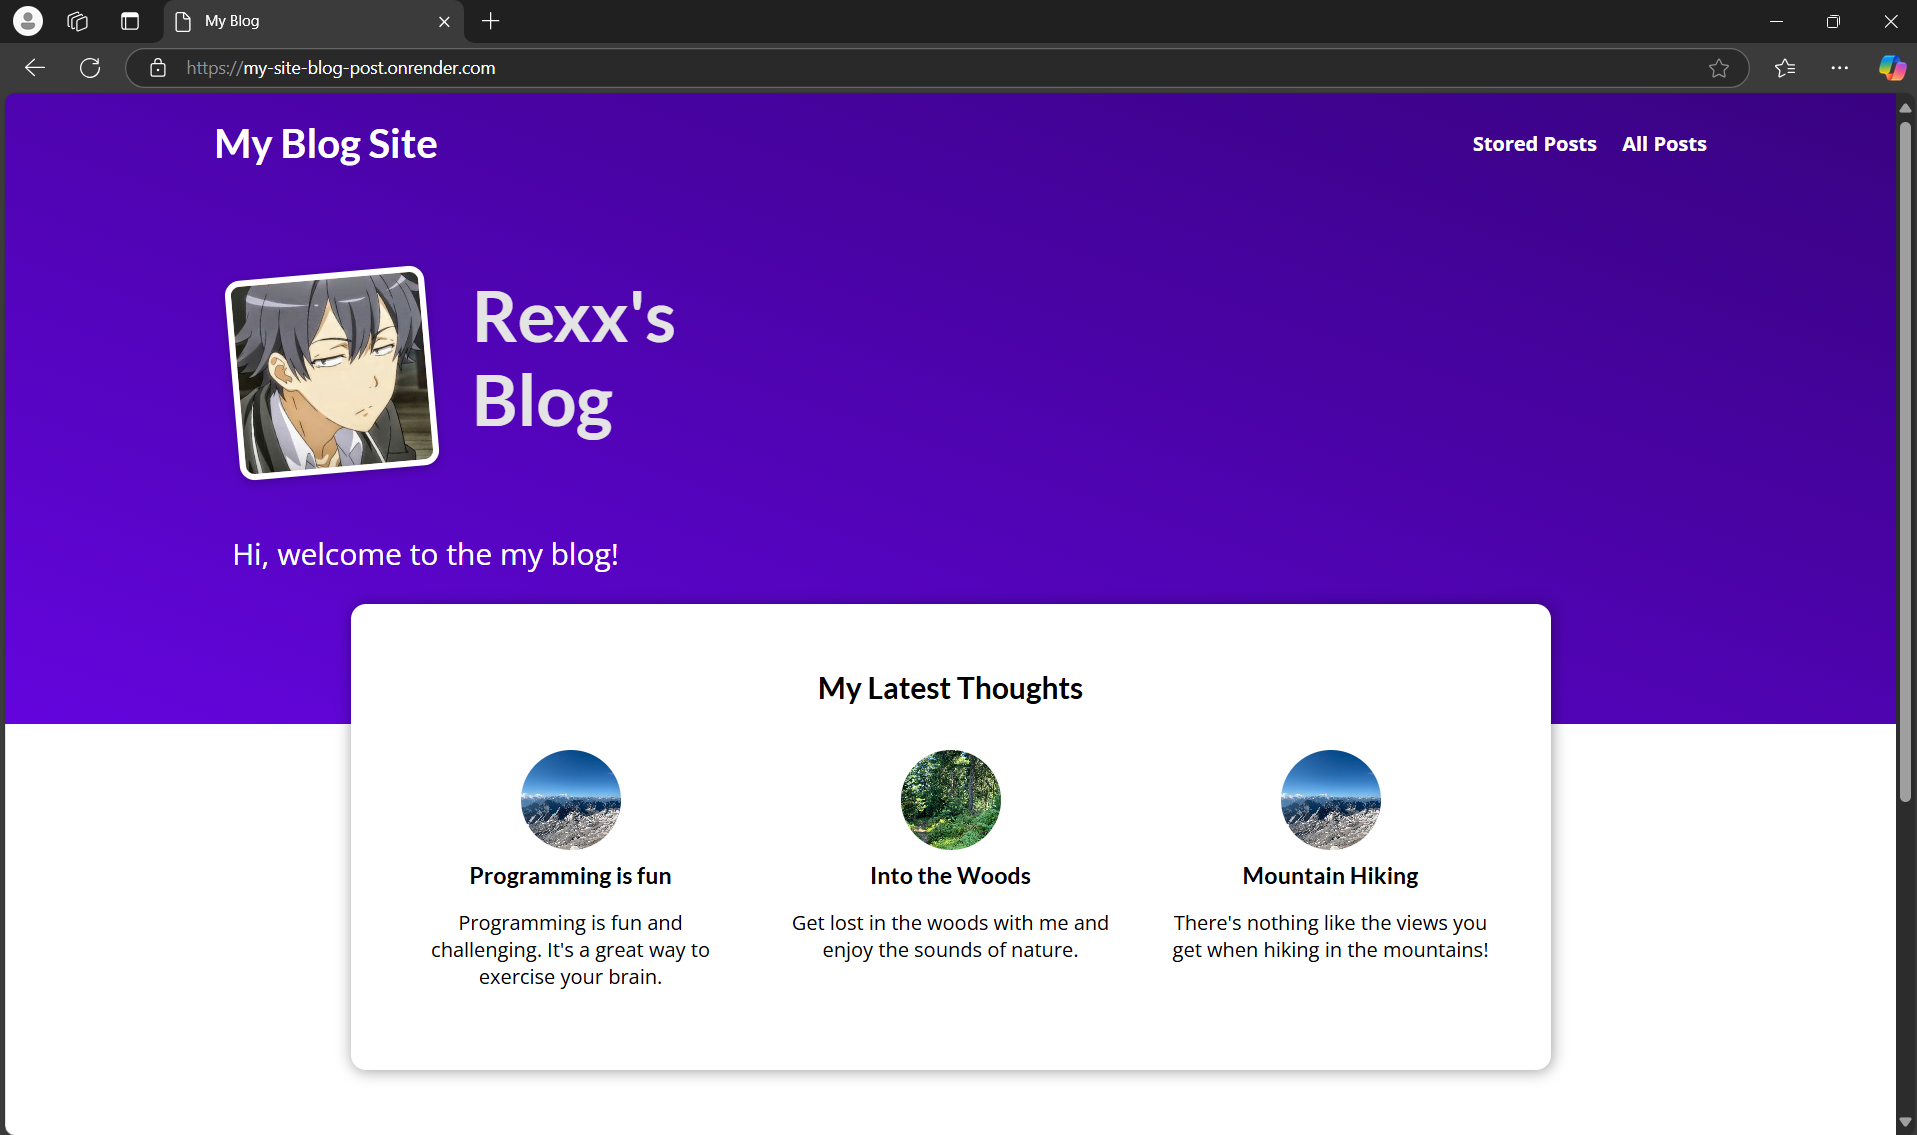 My Blog
https://my-site-blog-post.onrender.com
My Blog Site
Stored Posts
All Posts
Rexx's
Blog
Hi, welcome to the my blog!
My Latest Thoughts
Programming is fun
Programming is fun and
challenging. It's a great way to
exercise your brain.
Into the Woods
Get lost in the woods with me and
enjoy the sounds of nature.
Mountain Hiking
There's nothing like the views you
get when hiking in the mountains!